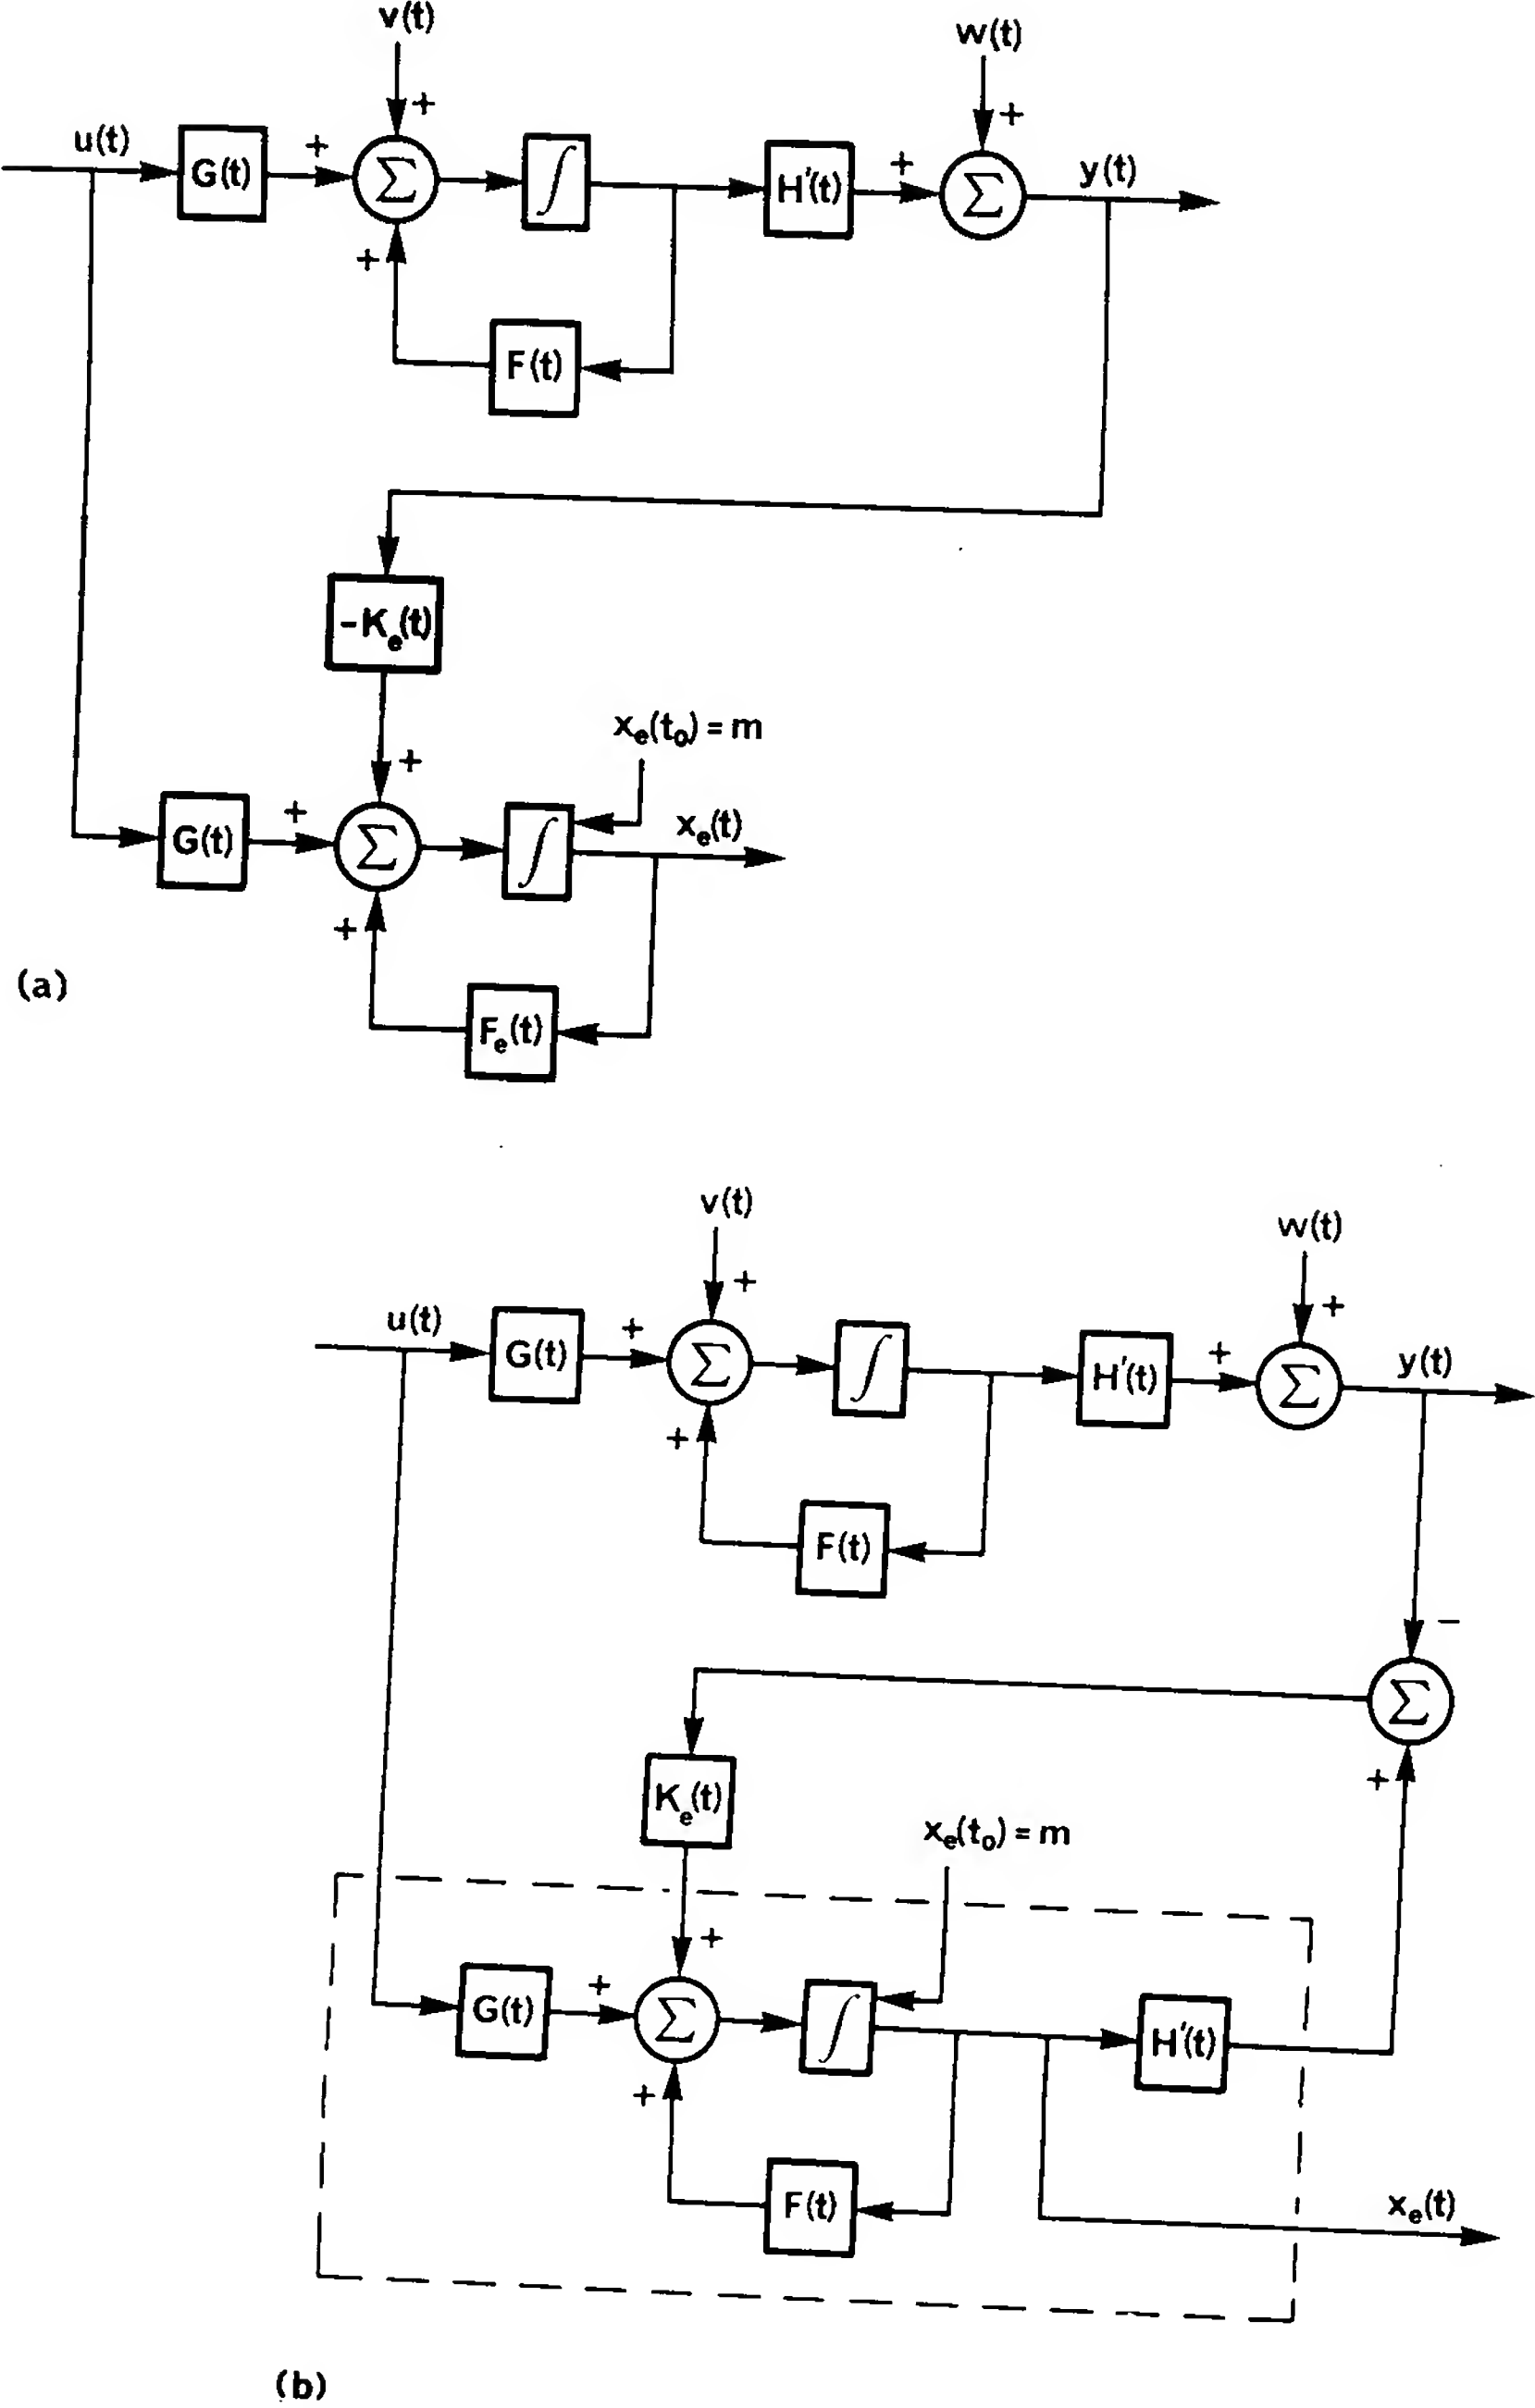 v(t)
w(t)
+
+
u(t)
G(t)
+
Σ
∫
H'(t)
+
Σ
y(t)
+
F(t)
-Kₑ(t)
+
xₑ(t₀) = m
G(t)
+
Σ
∫
xₑ(t)
+
Fₑ(t)
(a)
v(t)
w(t)
+
+
u(t)
G(t)
+
Σ
∫
H'(t)
+
Σ
y(t)
+
F(t)
−
Σ
+
Kₑ(t)
xₑ(t₀) = m
+
G(t)
+
Σ
∫
H'(t)
+
F(t)
xₑ(t)
(b)